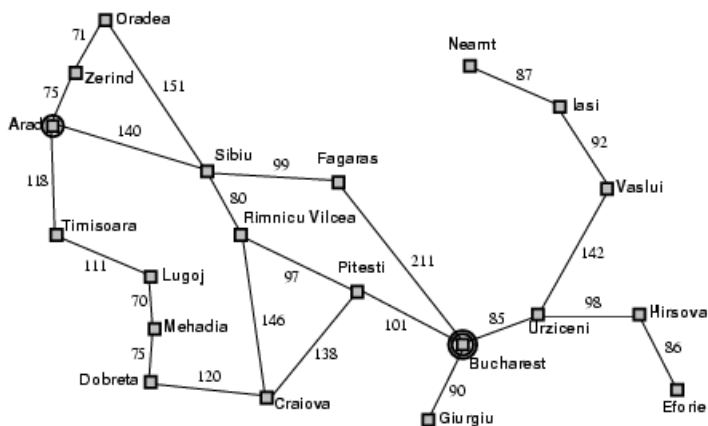 Oradea
71
Neamt
Zerind
87
75
151
Iasi
Arad
140
92
Sibiu
99
Fagaras
118
80
Vaslui
Timisoara
Rimnicu Vilcea
111
211
142
Lugoj
97
Pitesti
70
98
Hirsova
146
85
Urziceni
Mehadia
101
138
86
75
Bucharest
120
90
Dobreta
Craiova
Eforie
Giurgiu